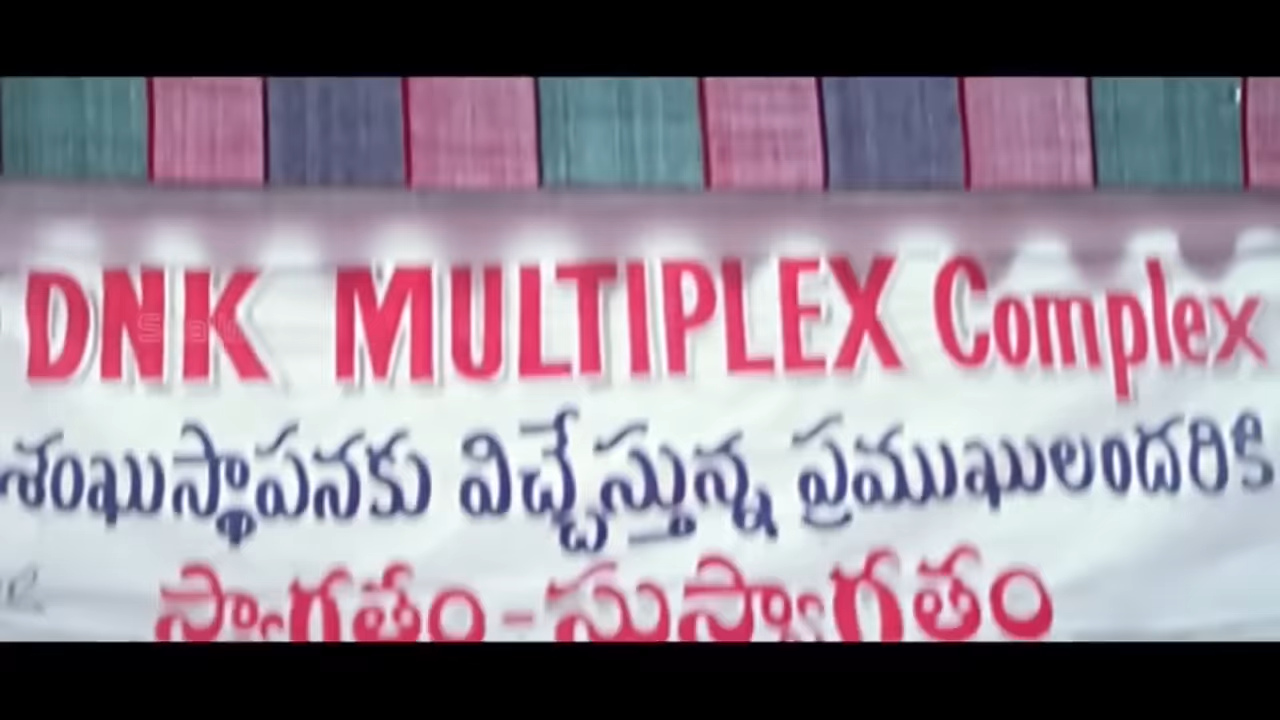 DNK MULTIPLEX Complex
శంఖుస్థాపనకు విచ్చేస్తున్న ప్రముఖులందరికి
స్వాగతం - సుస్వాగతం